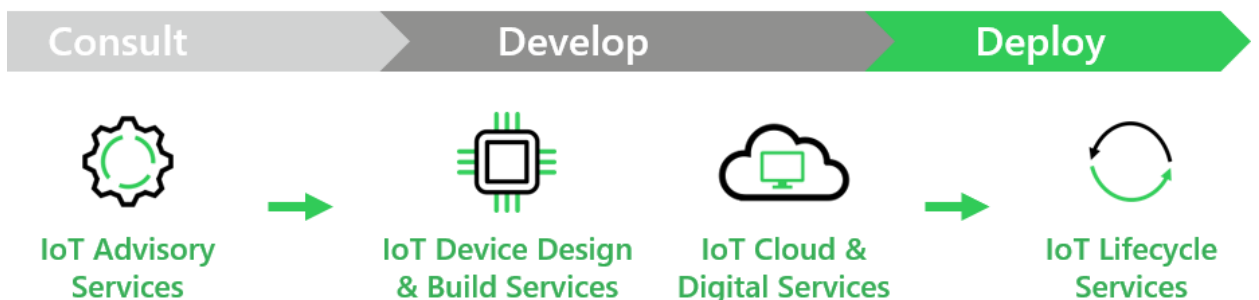 Consult
Develop
Deploy
IoT Advisory
Services
IoT Device Design
& Build Services
IoT Cloud &
Digital Services
IoT Lifecycle
Services